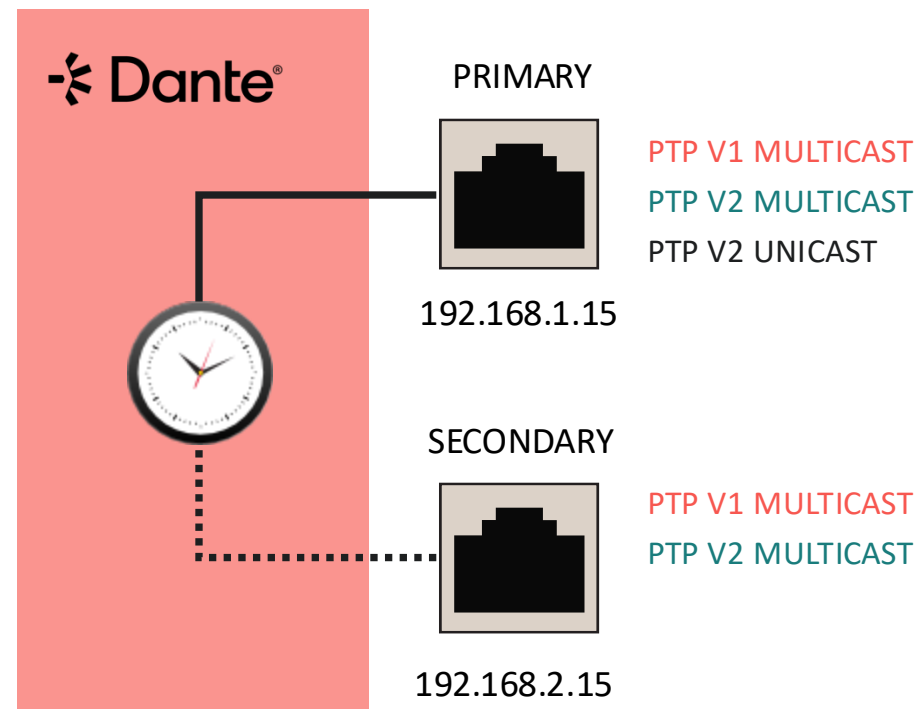 Dante®
PRIMARY
PTP V1 MULTICAST
PTP V2 MULTICAST
PTP V2 UNICAST
192.168.1.15
SECONDARY
PTP V1 MULTICAST
PTP V2 MULTICAST
192.168.2.15